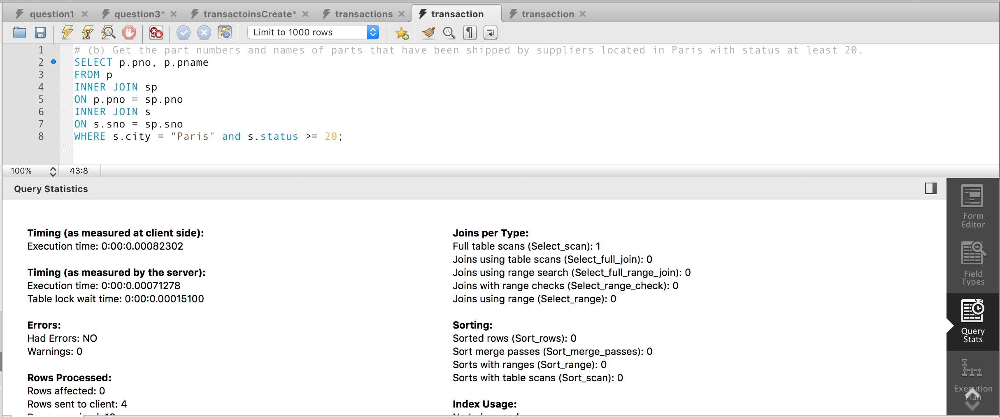 question1
question3*
transactoinsCreate*
transactions
transaction
transaction
Limit to 1000 rows
1 # (b) Get the part numbers and names of parts that have been shipped by suppliers located in Paris with status at least 20.
2 SELECT p.pno, p.pname
3 FROM p
4 INNER JOIN sp
5 ON p.pno = sp.pno
6 INNER JOIN s
7 ON s.sno = sp.sno
8 WHERE s.city = "Paris" and s.status >= 20;
100% 43:8
Query Statistics
Timing (as measured at client side):
Execution time: 0:00:0.00082302
Timing (as measured by the server):
Execution time: 0:00:0.00071278
Table lock wait time: 0:00:0.00015100
Errors:
Had Errors: NO
Warnings: 0
Rows Processed:
Rows affected: 0
Rows sent to client: 4
Joins per Type:
Full table scans (Select_scan): 1
Joins using table scans (Select_full_join): 0
Joins using range search (Select_full_range_join): 0
Joins with range checks (Select_range_check): 0
Joins using range (Select_range): 0
Sorting:
Sorted rows (Sort_rows): 0
Sort merge passes (Sort_merge_passes): 0
Sorts with ranges (Sort_range): 0
Sorts with table scans (Sort_scan): 0
Index Usage:
Form
Editor
Field
Types
Query
Stats
Execution
Plan